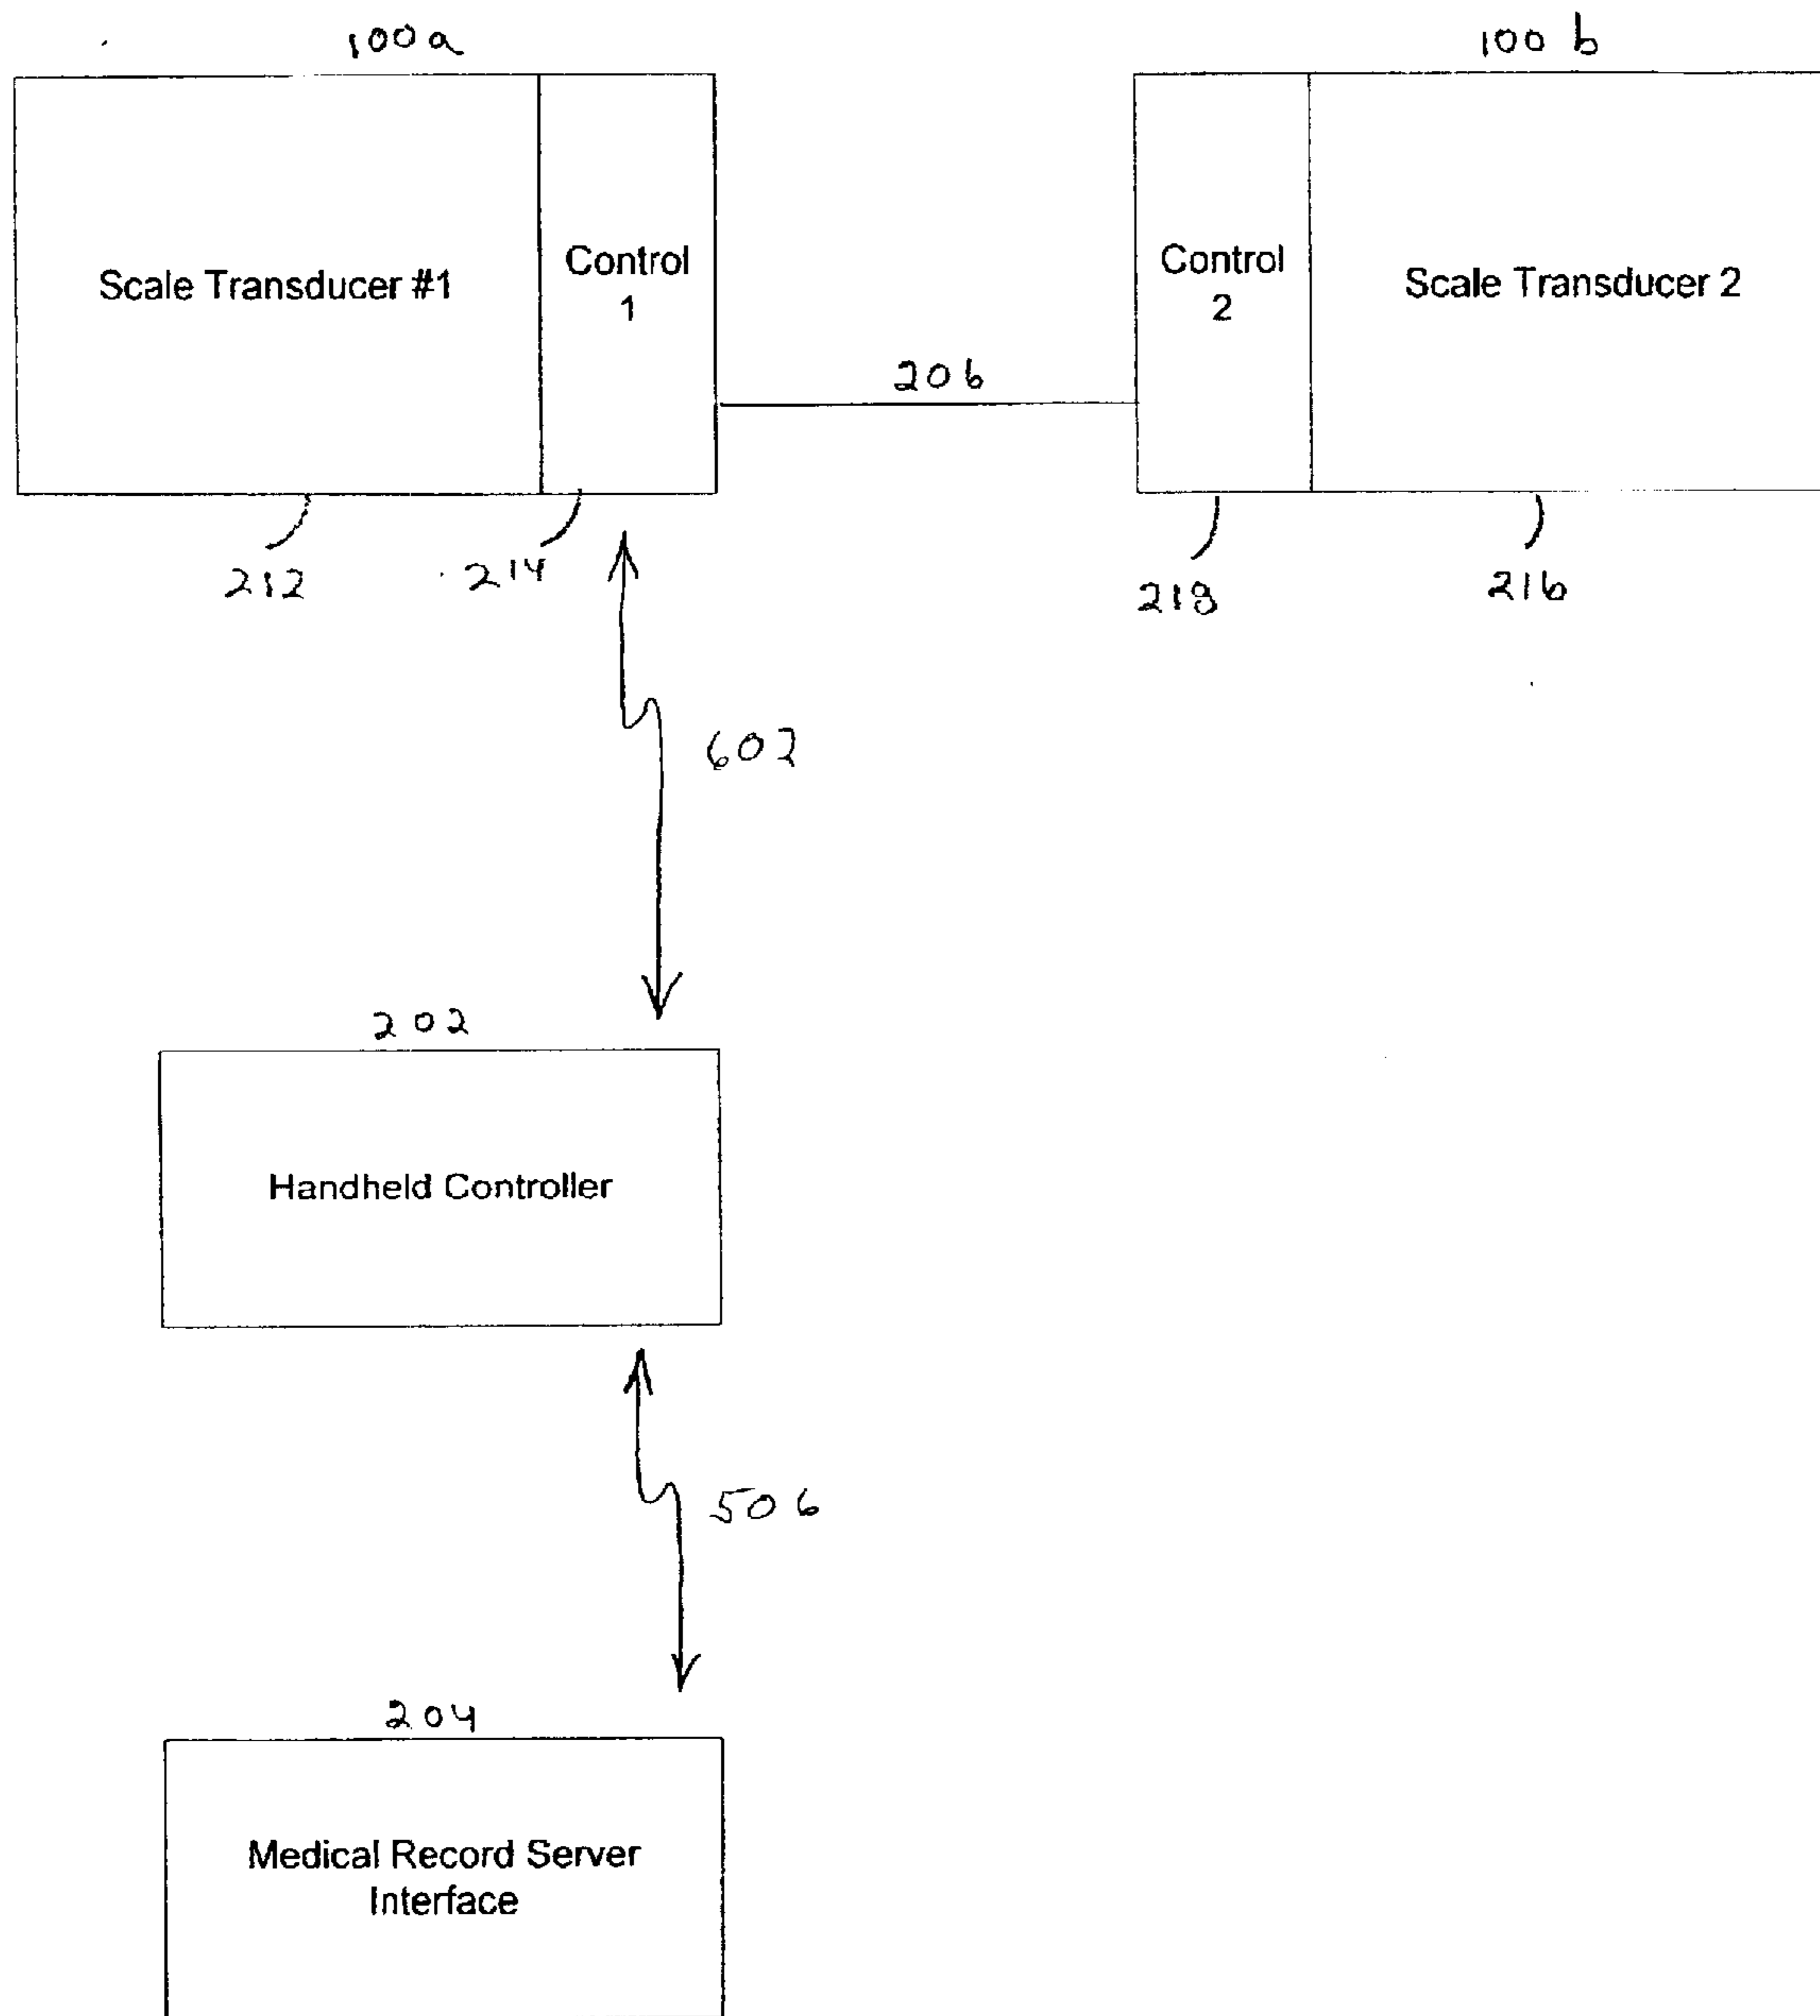 100a
100b
Scale Transducer #1
Control
1
Control
2
Scale Transducer 2
206
212
214
218
216
602
202
Handheld Controller
506
204
Medical Record Server
Interface